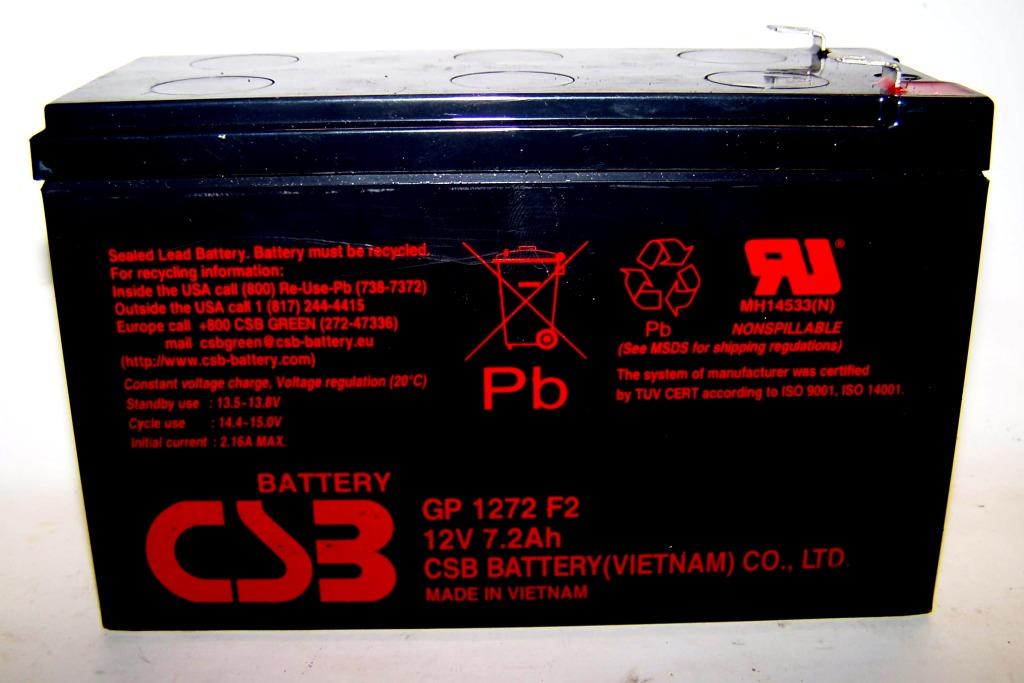 Sealed Lead Battery. Battery must be recycled.
For recycling information:
Inside the USA call (800) Re-Use-Pb (738-7372)
Outside the USA call 1 (817) 244-4415
Europe call +800 CSB GREEN (272-47336)
mail csbgreen@csb-battery.eu
(http://www.csb-battery.com)
Constant voltage charge, Voltage regulation (20°C)
Standby use : 13.5-13.8V
Cycle use : 14.4-15.0V
Initial current : 2.16A MAX.
Pb
Pb
RU®
MH14533(N)
NONSPILLABLE
(See MSDS for shipping regulations)
The system of manufacturer was certified
by TUV CERT according to ISO 9001, ISO 14001.
BATTERY
CSB
GP 1272 F2
12V 7.2Ah
CSB BATTERY(VIETNAM) CO., LTD.
MADE IN VIETNAM